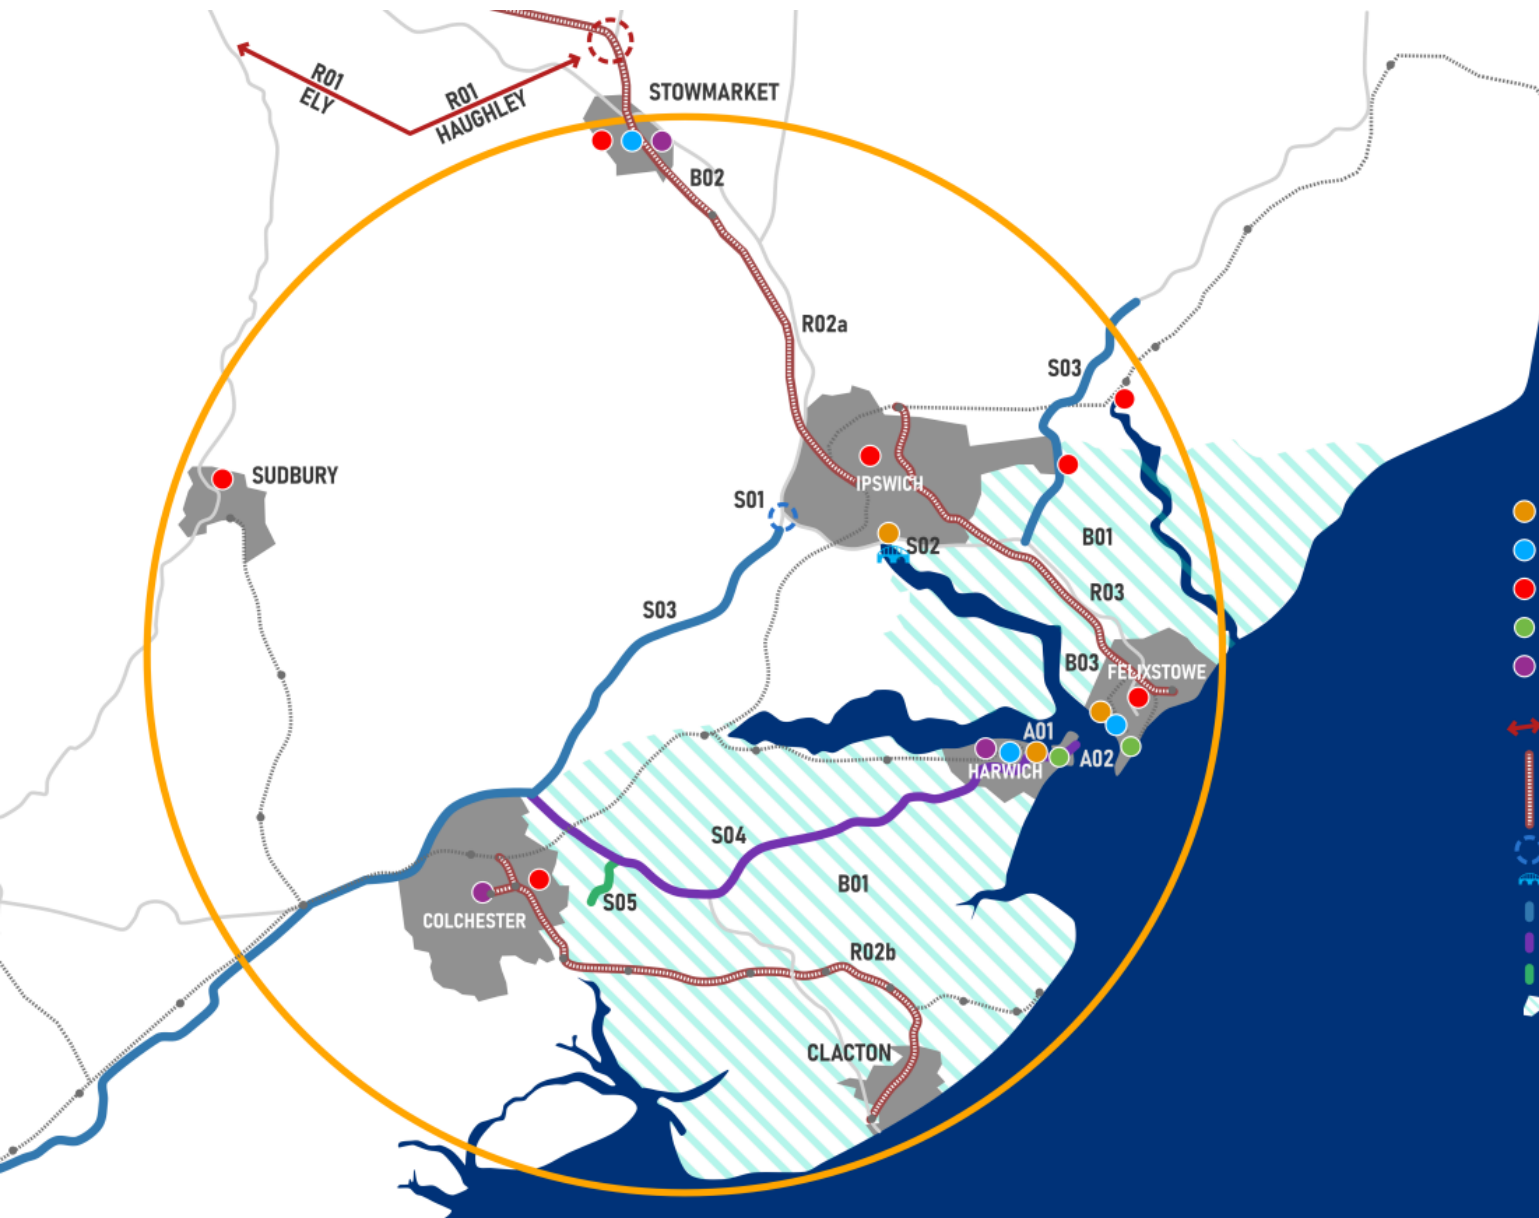 R01
ELY
R01
HAUGHLEY
STOWMARKET
B02
R02a
S03
SUDBURY
IPSWICH
S01
S02
B01
R03
S03
B03
FELIXSTOWE
A01
A02
HARWICH
S04
B01
S05
COLCHESTER
R02b
CLACTON